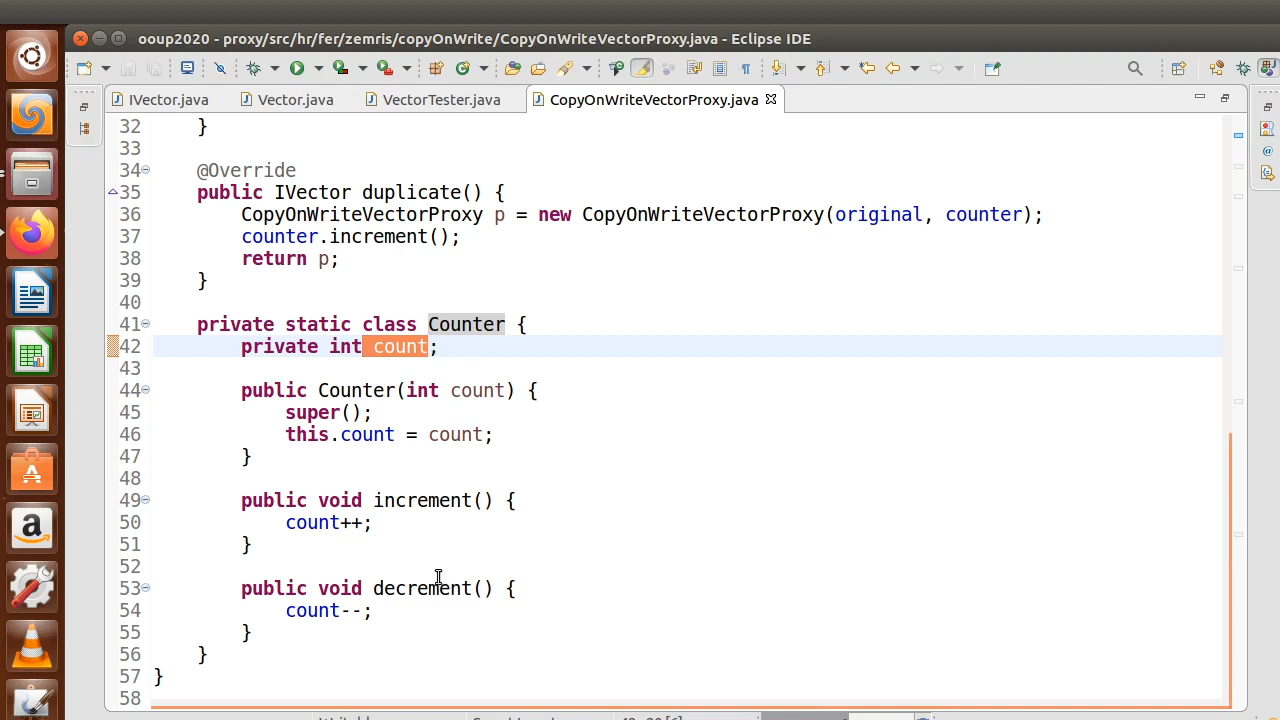 ooup2020 - proxy/src/hr/fer/zemris/copyOnWrite/CopyOnWriteVectorProxy.java - Eclipse IDE
IVector.java Vector.java VectorTester.java CopyOnWriteVectorProxy.java
32 }
33
34 @Override
35 public IVector duplicate() {
36 CopyOnWriteVectorProxy p = new CopyOnWriteVectorProxy(original, counter);
37 counter.increment();
38 return p;
39 }
40
41 private static class Counter {
42 private int count;
43
44 public Counter(int count) {
45 super();
46 this.count = count;
47 }
48
49 public void increment() {
50 count++;
51 }
52
53 public void decrement() {
54 count--;
55 }
56 }
57 }
58